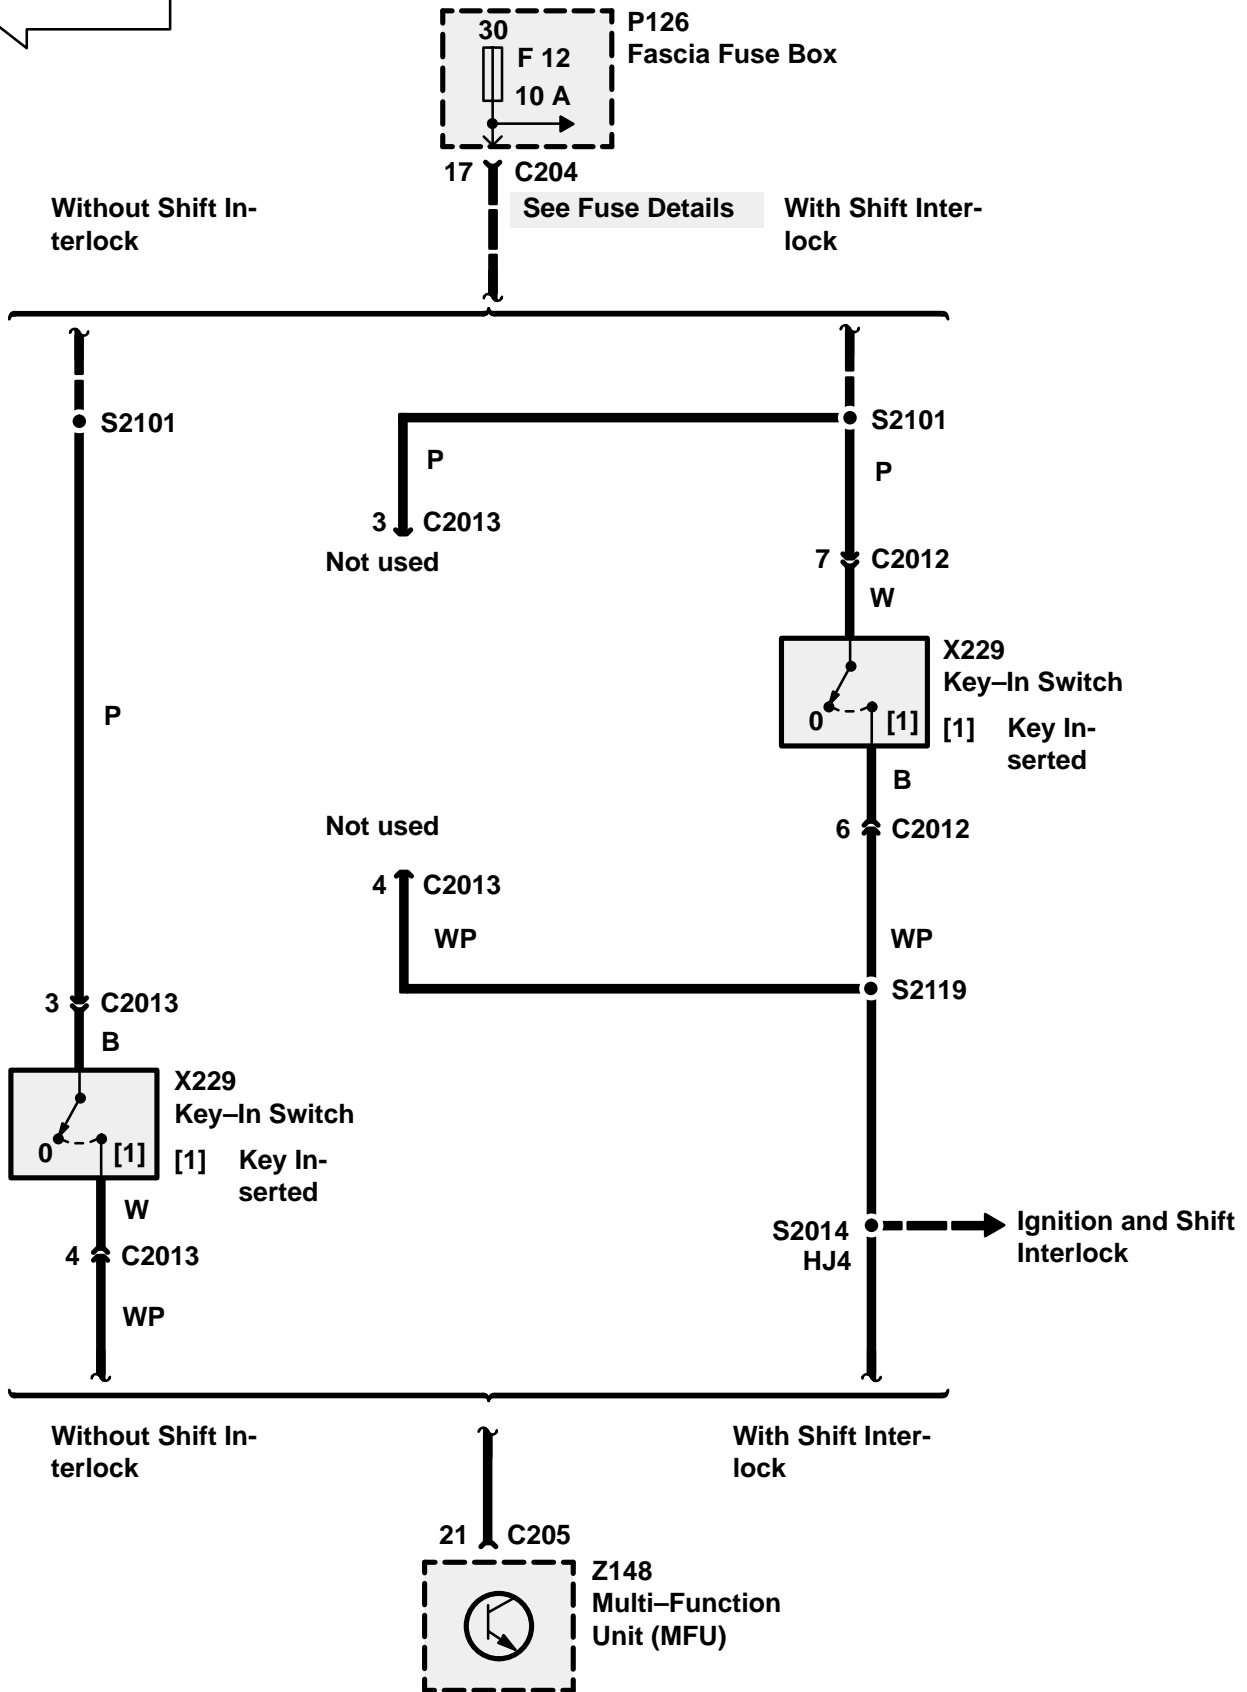 30
F 12
10 A
P126
Fascia Fuse Box
17
C204
Without Shift In-
terlock
See Fuse Details
With Shift Inter-
lock
S2101
S2101
P
P
3
C2013
Not used
7
C2012
W
X229
Key–In Switch
0
[1]
[1]
Key In-
serted
P
B
Not used
6
C2012
4
C2013
WP
WP
S2119
3
C2013
B
X229
Key–In Switch
0
[1]
[1]
Key In-
serted
W
S2014
HJ4
Ignition and Shift
Interlock
4
C2013
WP
Without Shift In-
terlock
With Shift Inter-
lock
21
C205
Z148
Multi–Function
Unit (MFU)